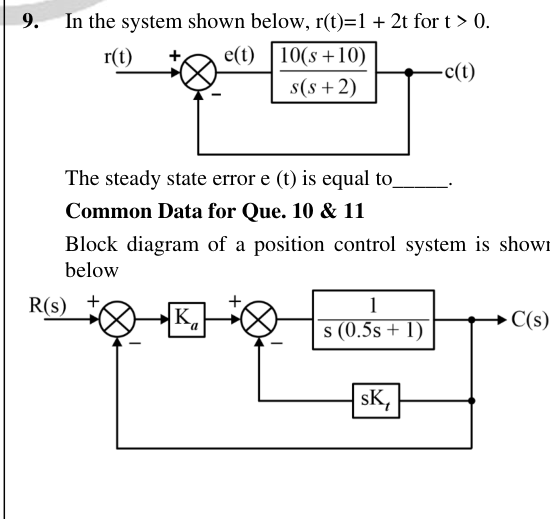 9. In the system shown below, r(t)=1 + 2t for t > 0.
r(t) + e(t) 10(s+10) / s(s+2) c(t)
−
The steady state error e (t) is equal to_____.
Common Data for Que. 10 & 11
Block diagram of a position control system is shown
below
R(s) + Ka + 1 / s (0.5s + 1) C(s)
− −
sKt